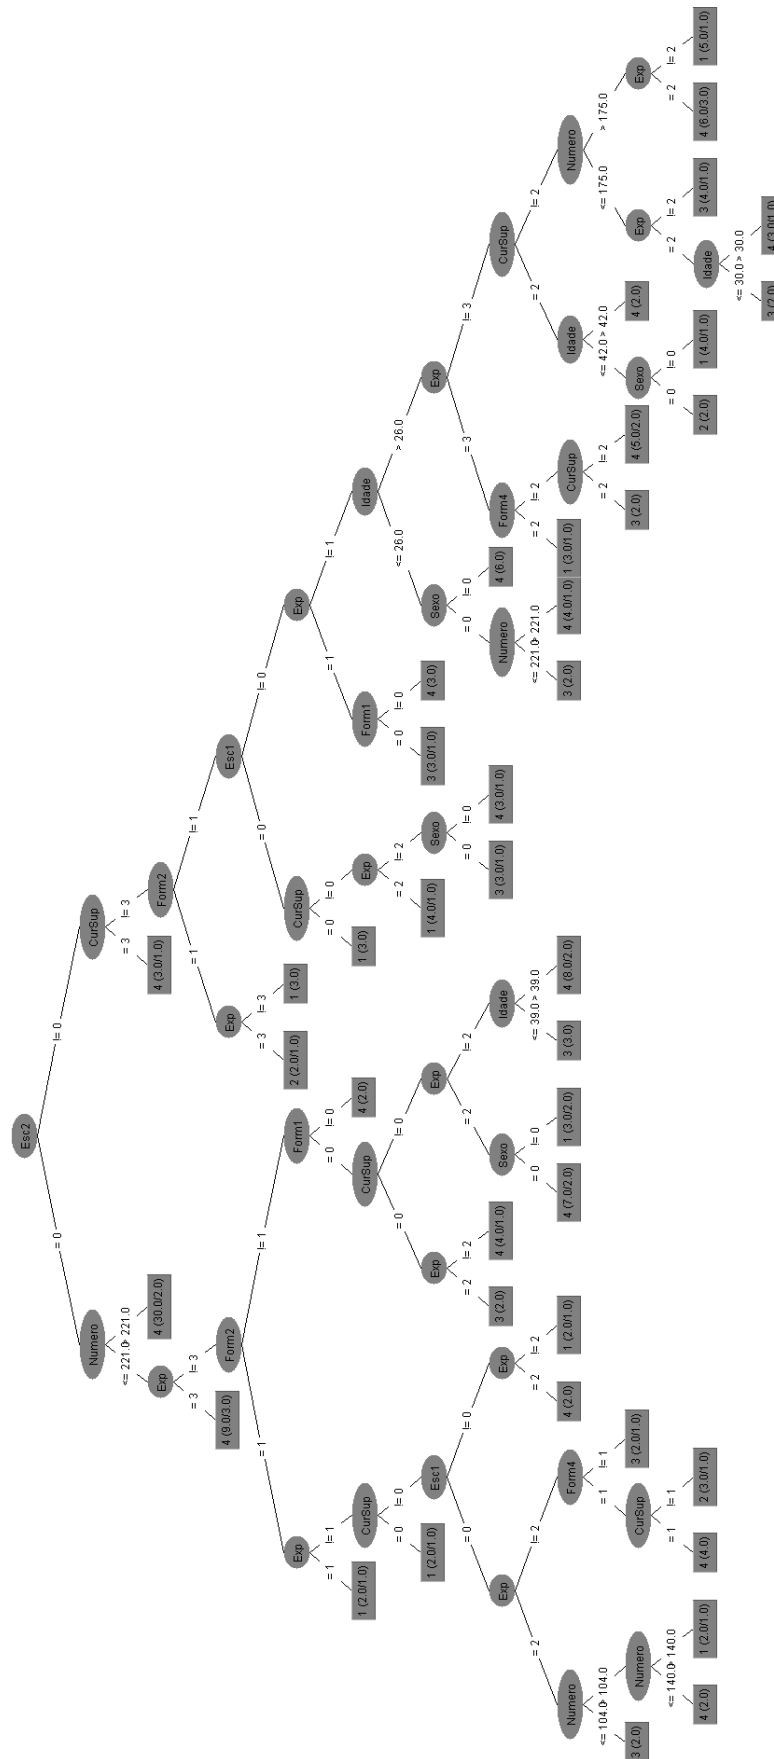 Esc2
= 0 != 0
Numero CurSup
<= 221.0 > 221.0 = 3 != 3
Exp 4 (30.0/2.0) 4 (3.0/1.0) Form2
= 3 != 3 = 1 != 1
4 (9.0/3.0) Form2 Exp Esc1
= 1 != 1 = 3 != 3 = 0 != 0
Exp Form1 2 (2.0/1.0) 1 (3.0) CurSup Exp
= 1 != 1 = 0 != 0 = 0 != 0 = 1 != 1
1 (2.0/1.0) CurSup CurSup 4 (2.0) 1 (3.0) Exp Form1 Idade
= 0 != 0 = 0 != 0 = 2 != 2 = 0 != 0 <= 26.0 > 26.0
1 (2.0/1.0) Esc1 Exp Exp 1 (4.0/1.0) Sexo 3 (3.0/1.0) 4 (3.0) Sexo Exp
= 0 != 0 = 2 != 2 = 2 != 2 = 0 != 0 = 0 != 0 = 3 != 3
Exp Exp 3 (2.0) 4 (4.0/1.0) Sexo Idade 3 (3.0/1.0) 4 (3.0/1.0) Numero 4 (6.0) Form4 CurSup
= 2 != 2 = 2 != 2 = 0 != 0 <= 39.0 > 39.0 <= 221.0 > 221.0 = 2 != 2 = 2 != 2
Numero Form4 4 (2.0) 1 (2.0/1.0) 4 (7.0/2.0) 1 (3.0/2.0) 3 (3.0) 4 (8.0/2.0) 3 (2.0) 4 (4.0/1.0) 1 (3.0/1.0) CurSup Idade Numero
<= 104.0 > 104.0 = 1 != 1 = 2 != 2 <= 42.0 > 42.0 <= 175.0 > 175.0
3 (2.0) Numero CurSup 3 (2.0/1.0) 3 (2.0) 4 (5.0/2.0) Sexo 4 (2.0) Exp Exp
<= 140.0 > 140.0 = 1 != 1 = 0 != 0 = 2 != 2 = 2 != 2
4 (2.0) 1 (2.0/1.0) 4 (4.0) 2 (3.0/1.0) 2 (2.0) 1 (4.0/1.0) Idade 3 (4.0/1.0) 4 (6.0/3.0) 1 (5.0/1.0)
<= 30.0 > 30.0
3 (2.0) 4 (3.0/1.0)